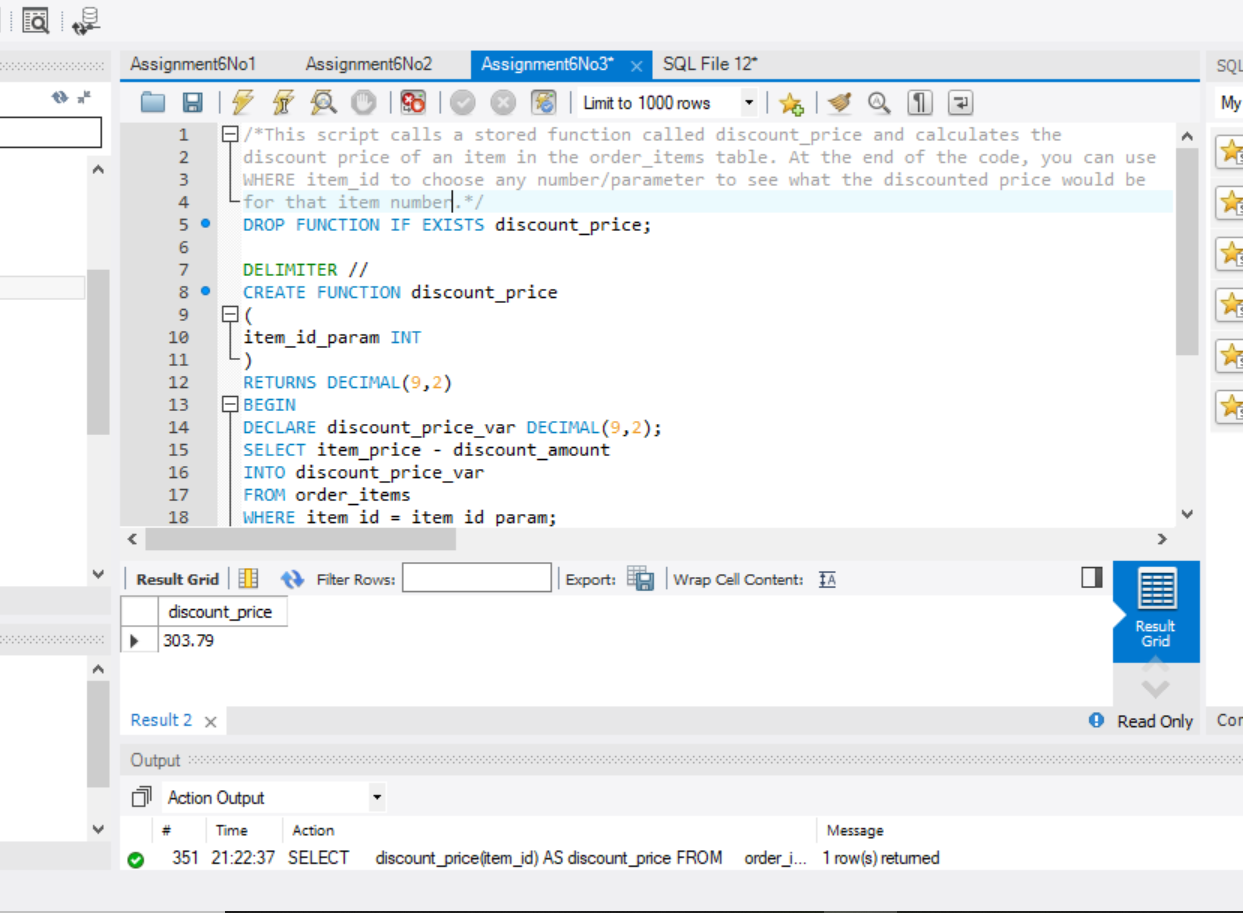 Assignment6No1 Assignment6No2 Assignment6No3* SQL File 12*
SQL
Limit to 1000 rows
My
1 /*This script calls a stored function called discount_price and calculates the
2 discount price of an item in the order_items table. At the end of the code, you can use
3 WHERE item_id to choose any number/parameter to see what the discounted price would be
4 for that item number.*/
5 DROP FUNCTION IF EXISTS discount_price;
6
7 DELIMITER //
8 CREATE FUNCTION discount_price
9 (
10 item_id_param INT
11 )
12 RETURNS DECIMAL(9,2)
13 BEGIN
14 DECLARE discount_price_var DECIMAL(9,2);
15 SELECT item_price - discount_amount
16 INTO discount_price_var
17 FROM order_items
18 WHERE item_id = item_id_param;
Result Grid Filter Rows: Export: Wrap Cell Content:
discount_price
303.79
Result
Grid
Result 2
Read Only
Con
Output
Action Output
# Time Action Message
351 21:22:37 SELECT discount_price(item_id) AS discount_price FROM order_i... 1 row(s) returned